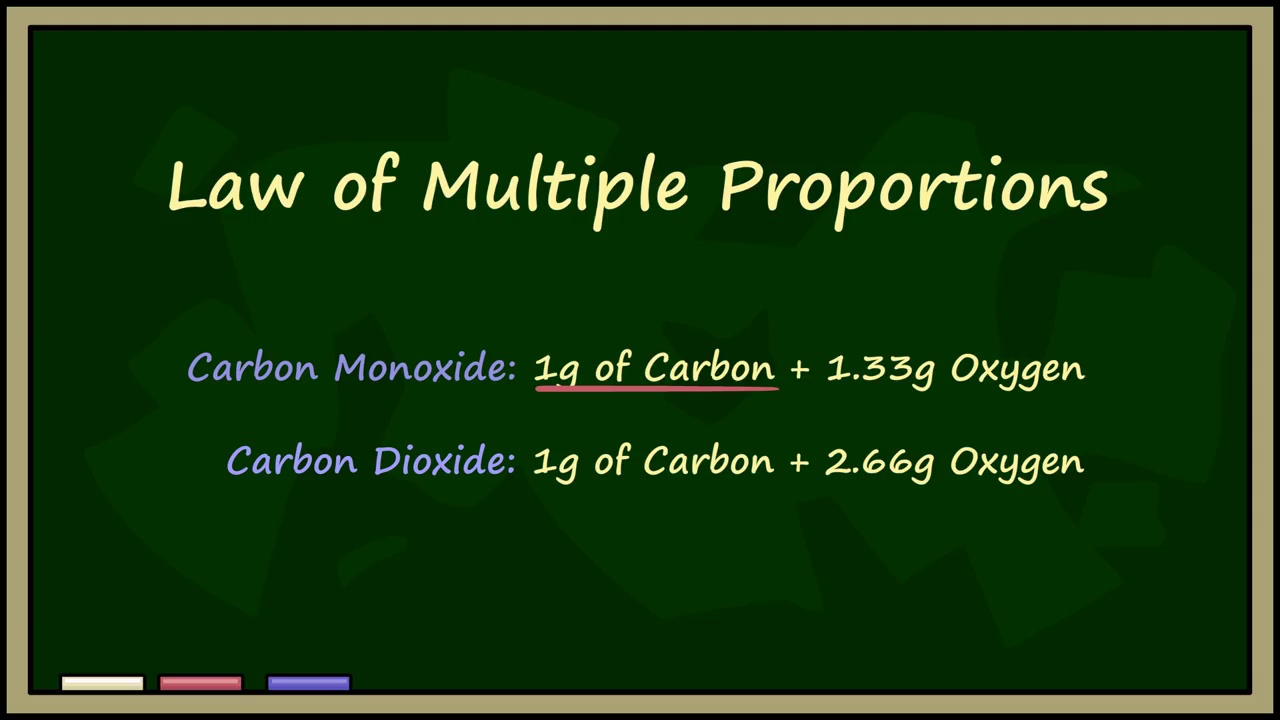 Law of Multiple Proportions
Carbon Monoxide: 1g of Carbon + 1.33g Oxygen
Carbon Dioxide: 1g of Carbon + 2.66g Oxygen